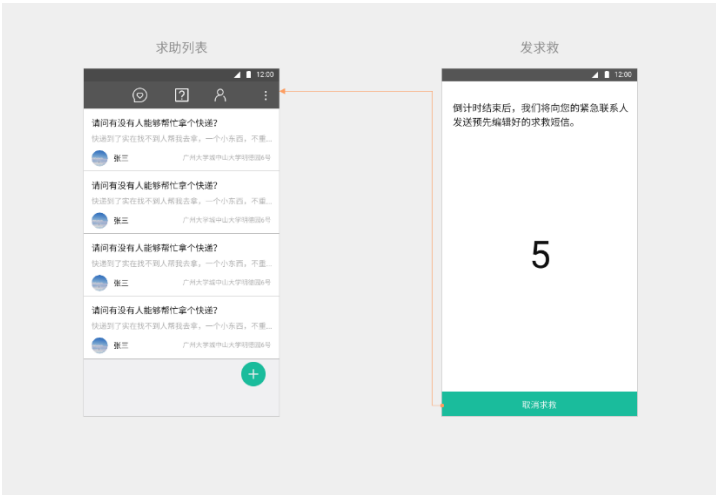 求助列表
12:00
请问有没有人能够帮忙拿个快递？
快递到了实在找不到人帮我去拿，一个小东西，不重...
张三
广州大学城中山大学明德园6号
请问有没有人能够帮忙拿个快递？
快递到了实在找不到人帮我去拿，一个小东西，不重...
张三
广州大学城中山大学明德园6号
请问有没有人能够帮忙拿个快递？
快递到了实在找不到人帮我去拿，一个小东西，不重...
张三
广州大学城中山大学明德园6号
请问有没有人能够帮忙拿个快递？
快递到了实在找不到人帮我去拿，一个小东西，不重...
张三
广州大学城中山大学明德园6号
发求救
12:00
倒计时结束后，我们将向您的紧急联系人
发送预先编辑好的求救短信。
5
取消求救